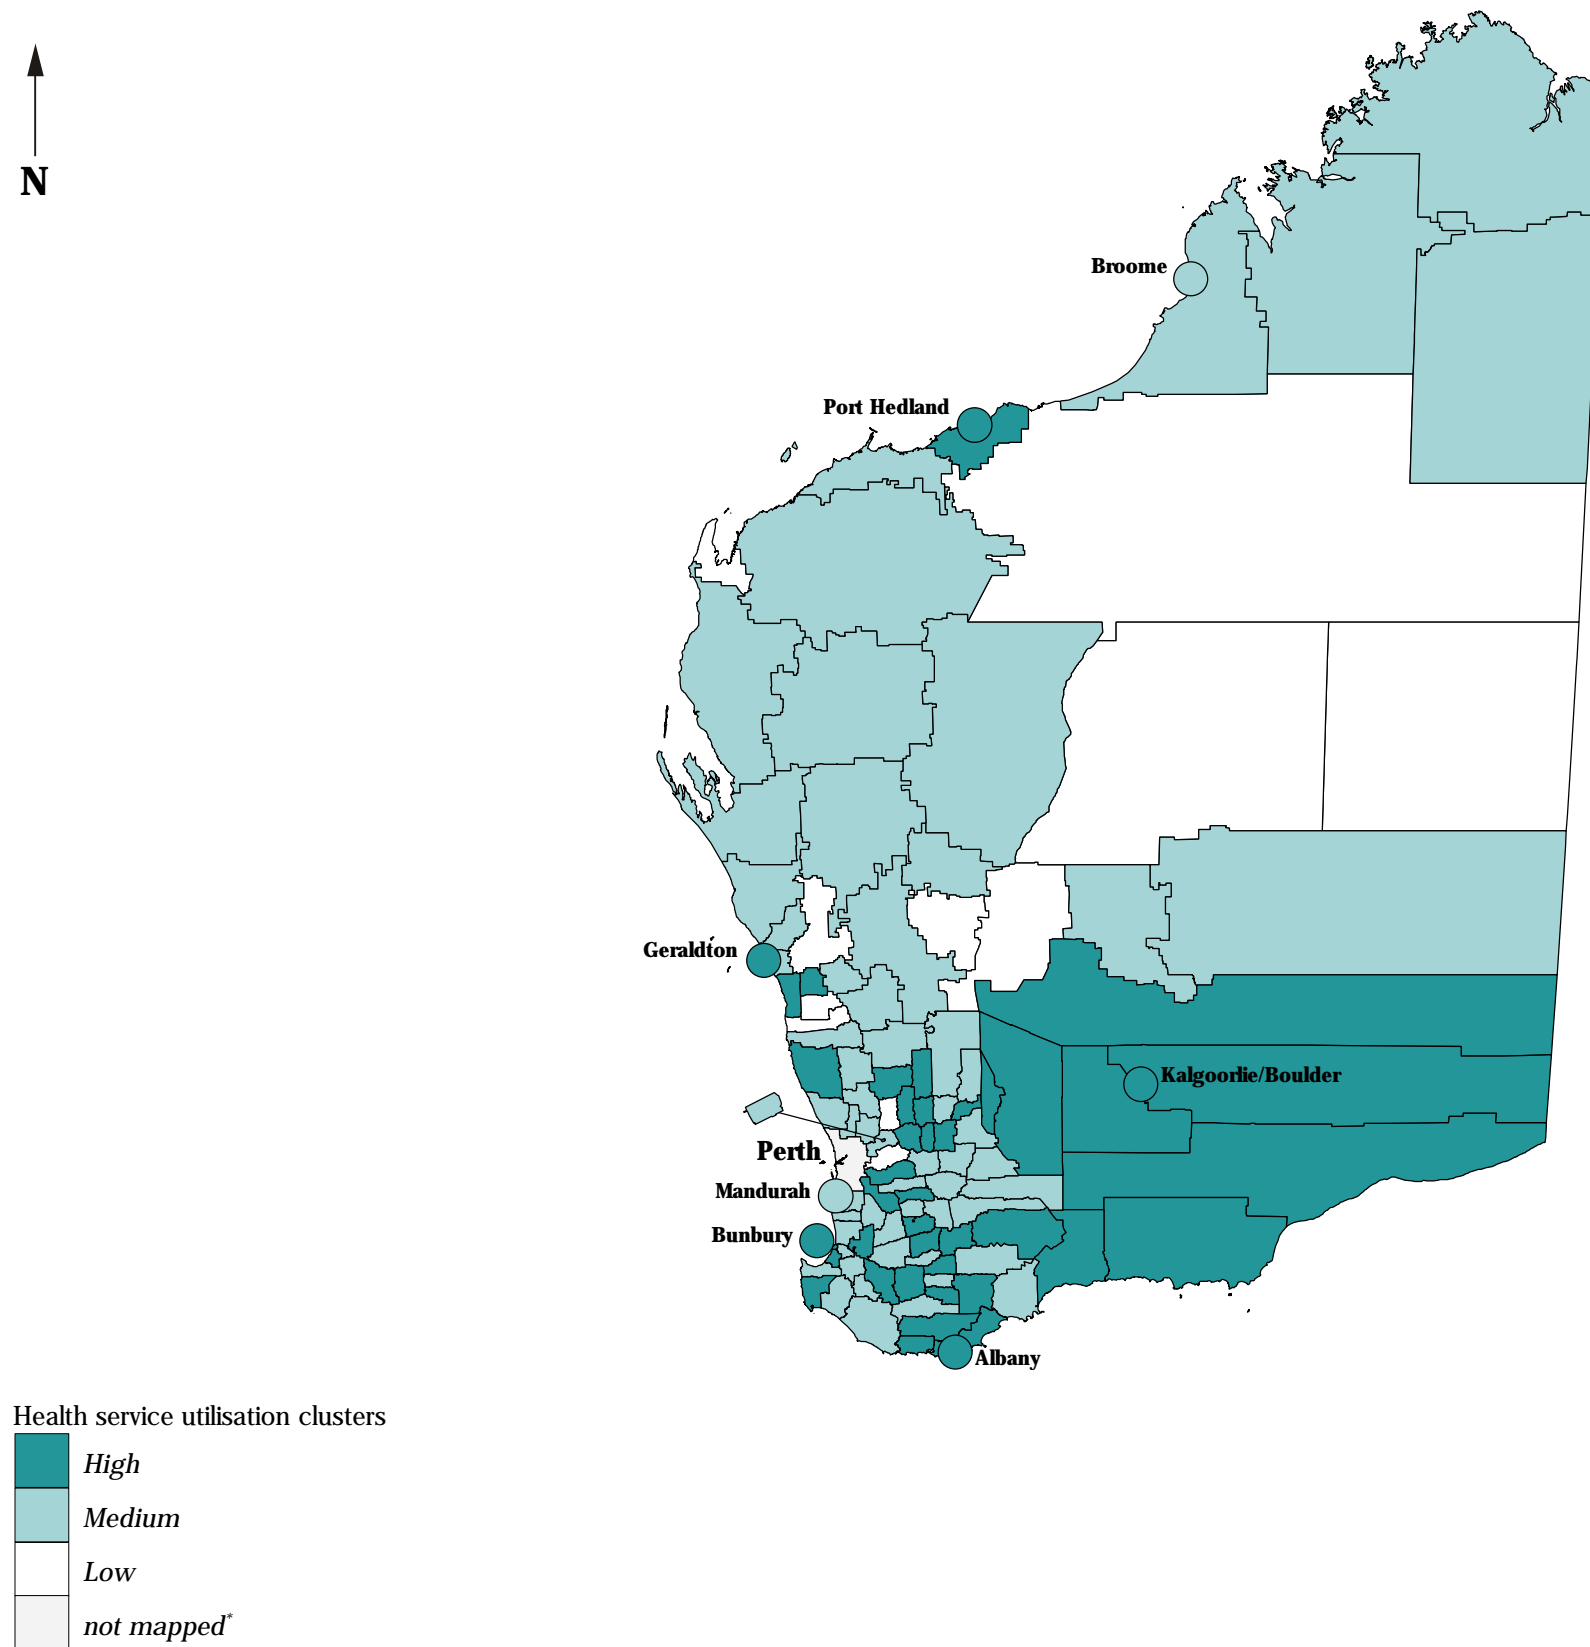 N
Broome
Port Hedland
Geraldton
Kalgoorlie/Boulder
Perth
Mandurah
Bunbury
Albany
Health service utilisation clusters
High
Medium
Low
not mapped*